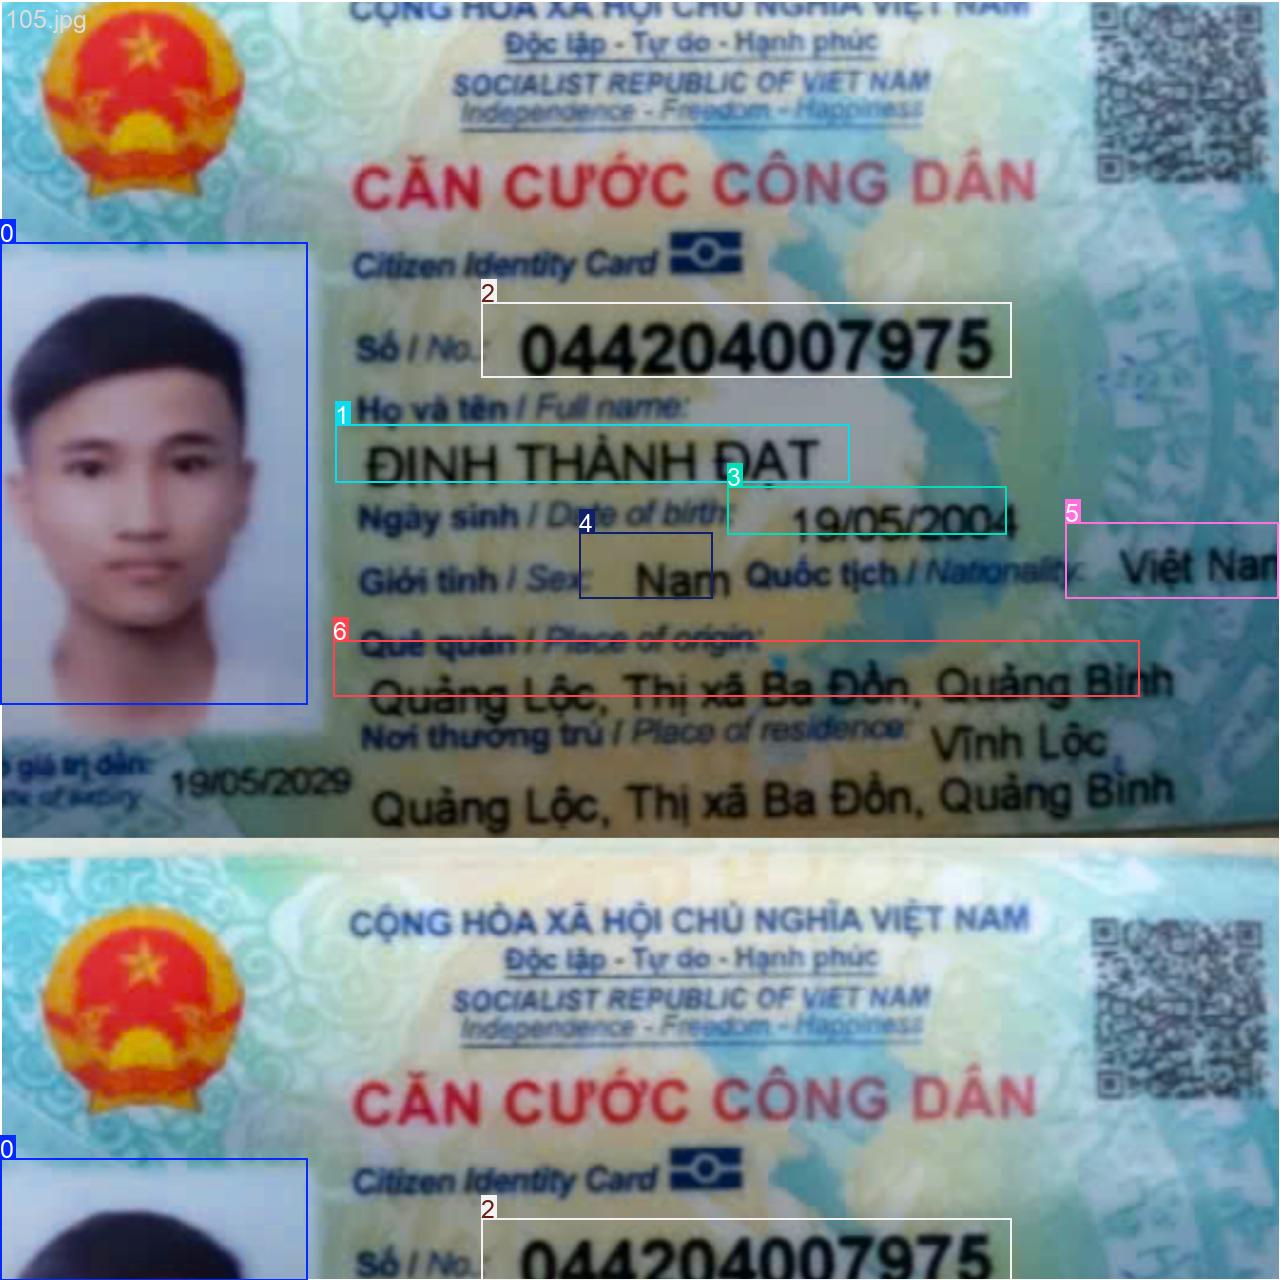 105.jpg
CỘNG HÒA XÃ HỘI CHỦ NGHĨA VIỆT NAM
Độc lập - Tự do - Hạnh phúc
SOCIALIST REPUBLIC OF VIET NAM
Independence - Freedom - Happiness
CĂN CƯỚC CÔNG DÂN
Citizen Identity Card
0
2
Số / No.: 044204007975
1
Họ và tên / Full name:
ĐINH THÀNH ĐẠT
3
Ngày sinh / Date of birth: 19/05/2004
4
5
Giới tính / Sex: Nam Quốc tịch / Nationality: Việt Nam
6
Quê quán / Place of origin:
Quảng Lộc, Thị xã Ba Đồn, Quảng Bình
Nơi thường trú / Place of residence: Vĩnh Lộc,
giá trị đến: 19/05/2029
of expiry
Quảng Lộc, Thị xã Ba Đồn, Quảng Bình
CỘNG HÒA XÃ HỘI CHỦ NGHĨA VIỆT NAM
Độc lập - Tự do - Hạnh phúc
SOCIALIST REPUBLIC OF VIET NAM
Independence - Freedom - Happiness
CĂN CƯỚC CÔNG DÂN
Citizen Identity Card
0
2
Số / No.: 044204007975